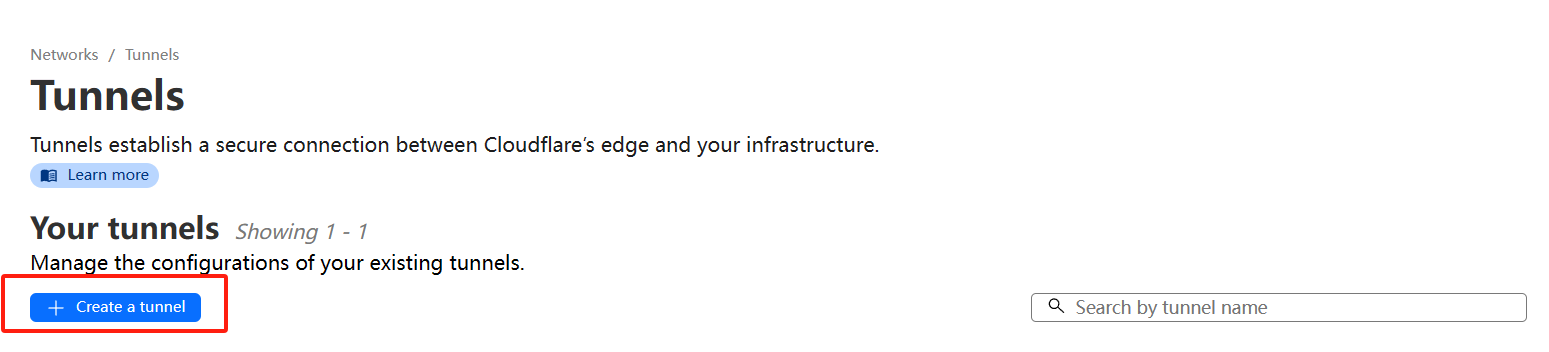 Networks / Tunnels
Tunnels
Tunnels establish a secure connection between Cloudflare’s edge and your infrastructure.
Learn more
Your tunnels Showing 1 - 1
Manage the configurations of your existing tunnels.
Create a tunnel Search by tunnel name